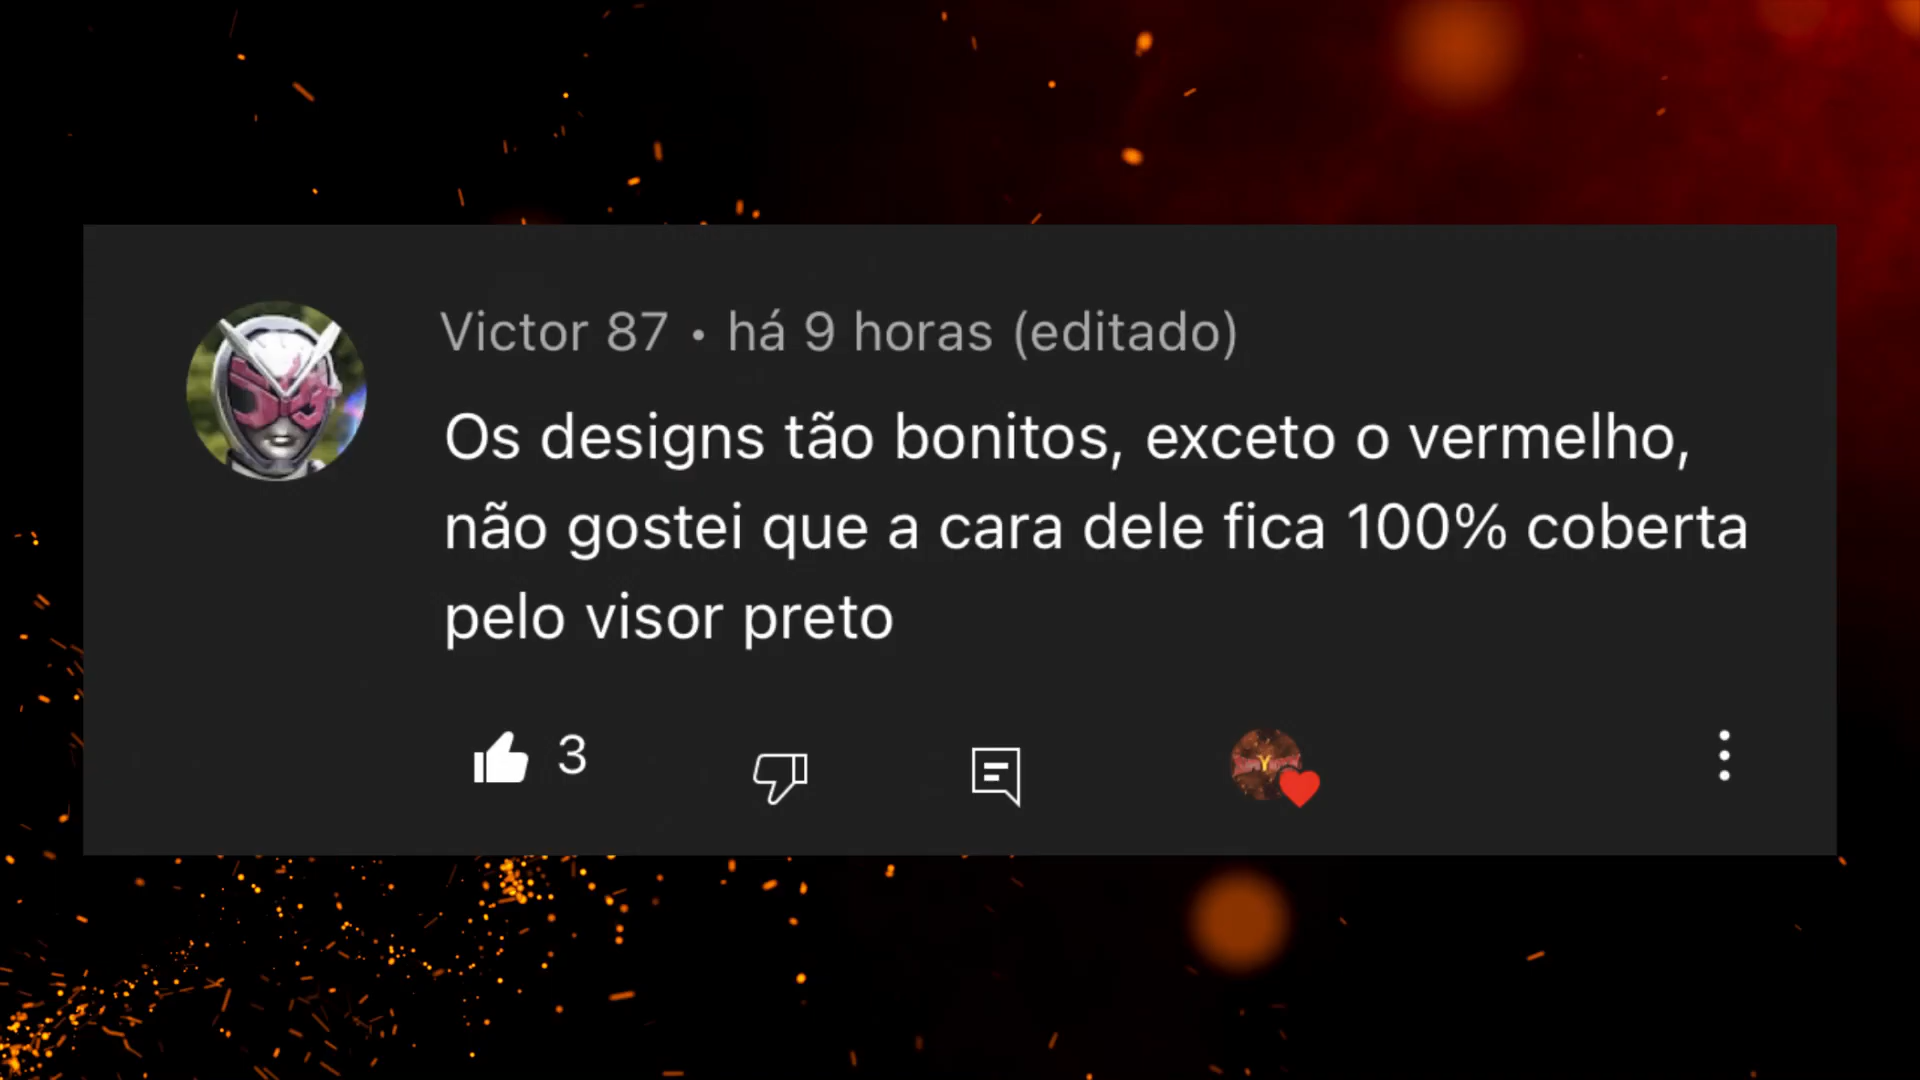 Victor 87 • há 9 horas (editado)
Os designs tão bonitos, exceto o vermelho,
não gostei que a cara dele fica 100% coberta
pelo visor preto
3